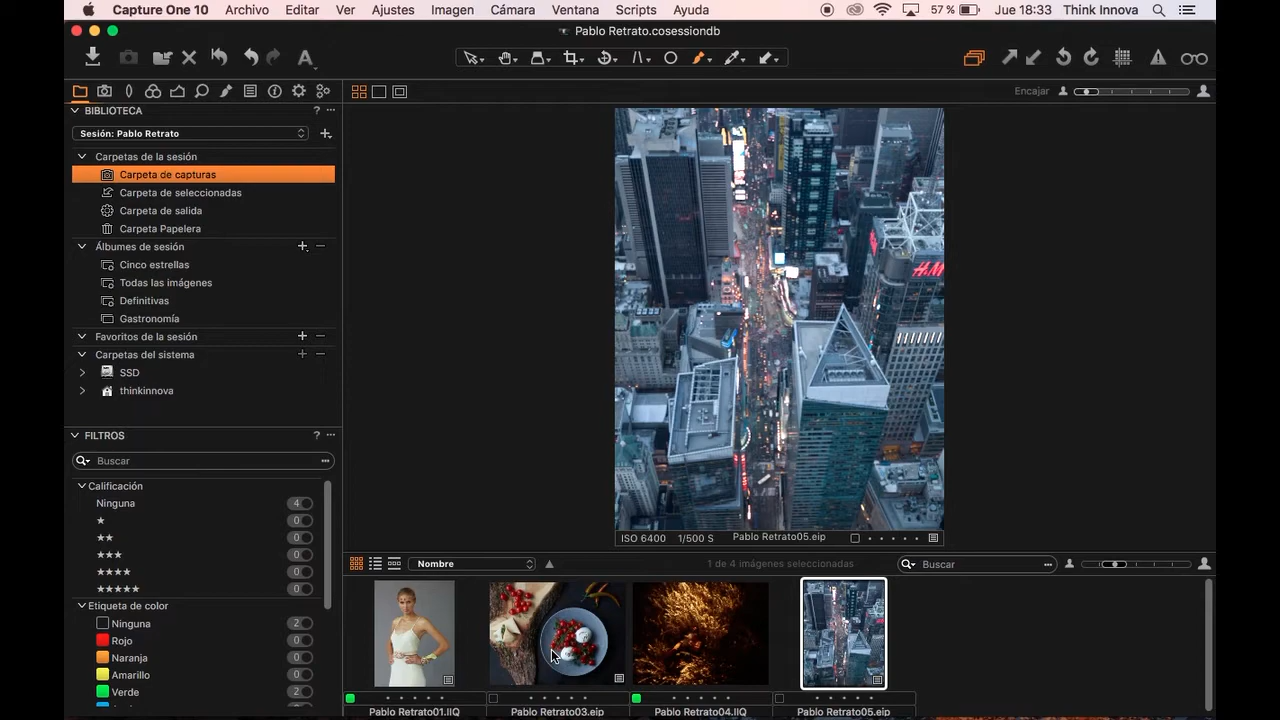 Capture One 10 Archivo Editar Ver Ajustes Imagen Cámara Ventana Scripts Ayuda 57 % Jue 18:33 Think Innova
Pablo Retrato.cosessiondb
Encajar
BIBLIOTECA ?
Sesión: Pablo Retrato
Carpetas de la sesión
Carpeta de capturas
Carpeta de seleccionadas
Carpeta de salida
Carpeta Papelera
Álbumes de sesión
Cinco estrellas
Todas las imágenes
Definitivas
Gastronomía
Favoritos de la sesión
Carpetas del sistema
SSD
thinkinnova
FILTROS ?
Buscar
Calificación
Ninguna 4
★ 0
★★ 0
★★★ 0
★★★★ 0
★★★★★ 0
Etiqueta de color
Ninguna 2
Rojo 0
Naranja 0
Amarillo 0
Verde 2
H&M
ISO 6400 1/500 S Pablo Retrato05.eip
Nombre 1 de 4 imágenes seleccionadas Buscar
Pablo Retrato01.IIQ Pablo Retrato03.eip Pablo Retrato04.IIQ Pablo Retrato05.eip